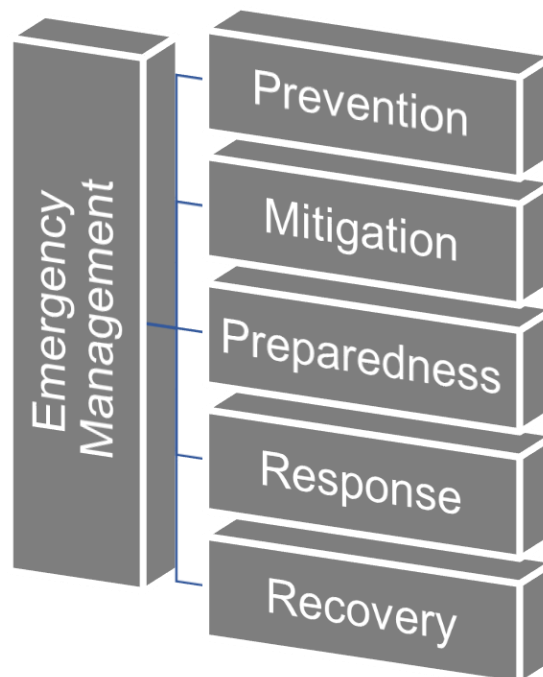 Emergency
Management
Prevention
Mitigation
Preparedness
Response
Recovery